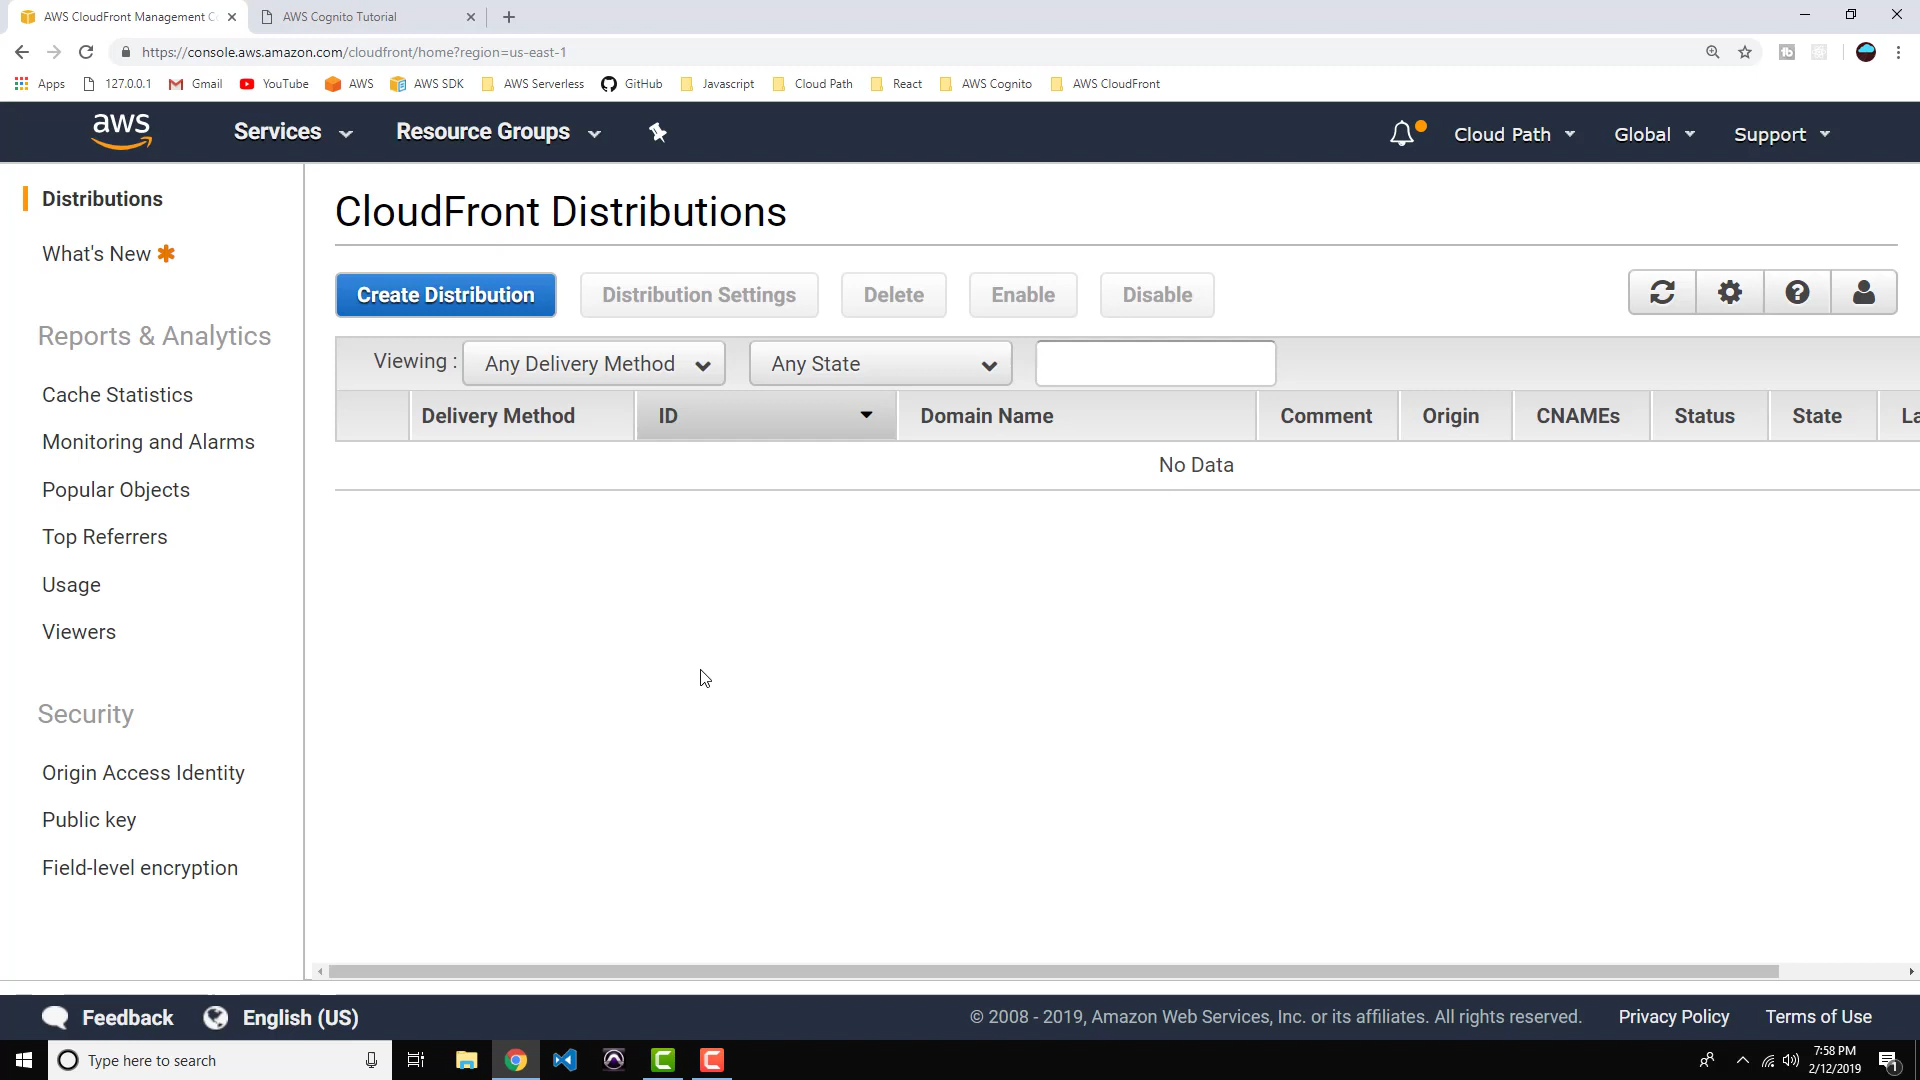 AWS CloudFront Management C
AWS Cognito Tutorial
https://console.aws.amazon.com/cloudfront/home?region=us-east-1
Apps
127.0.0.1
Gmail
YouTube
AWS
AWS SDK
AWS Serverless
GitHub
Javascript
Cloud Path
React
AWS Cognito
AWS CloudFront
aws
Services
Resource Groups
Cloud Path
Global
Support
Distributions
What's New
Reports & Analytics
Cache Statistics
Monitoring and Alarms
Popular Objects
Top Referrers
Usage
Viewers
Security
Origin Access Identity
Public key
Field-level encryption
CloudFront Distributions
Create Distribution
Distribution Settings
Delete
Enable
Disable
Viewing :
Any Delivery Method
Any State
Delivery Method
ID
Domain Name
Comment
Origin
CNAMEs
Status
State
La
No Data
Feedback
English (US)
© 2008 - 2019, Amazon Web Services, Inc. or its affiliates. All rights reserved.
Privacy Policy
Terms of Use
Type here to search
7:58 PM
2/12/2019
1